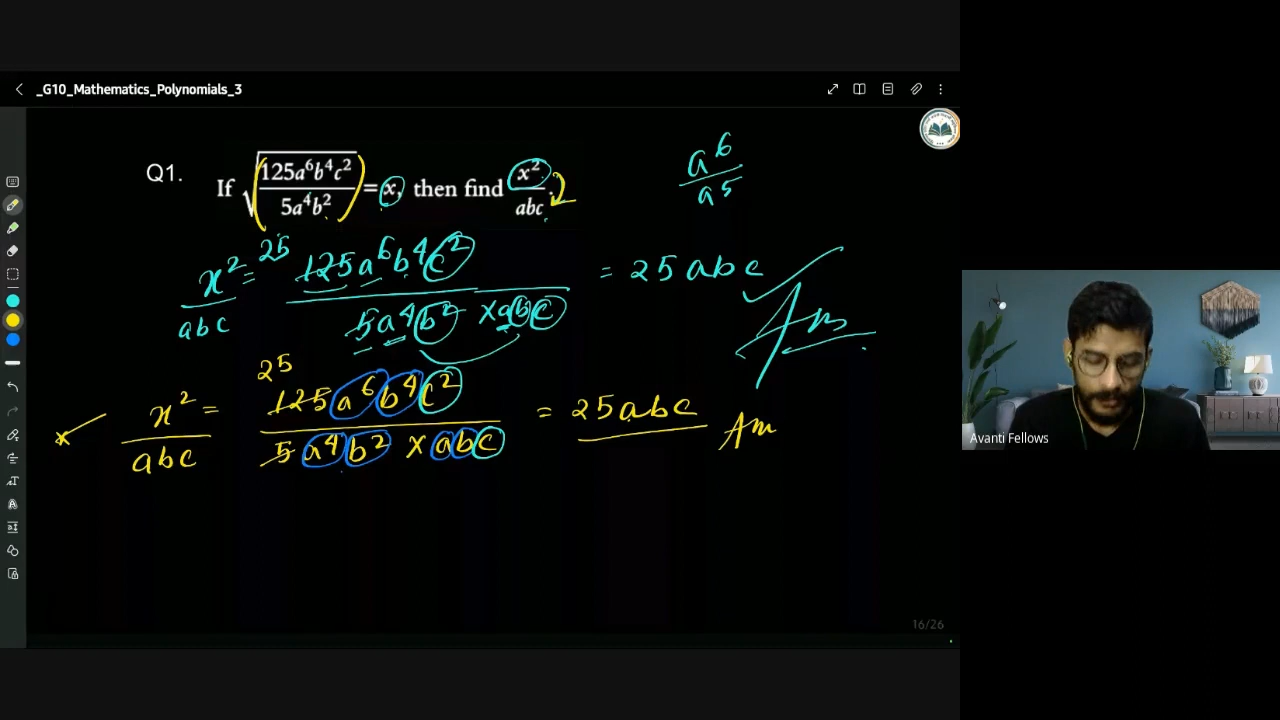 _G10_Mathematics_Polynomials_3
Q1. If √(125a⁶b⁴c² / 5a⁴b²) = x, then find x²/abc.
a⁶/a⁵
x²/abc = 25 125a⁶b⁴c² / 5a⁴b² × abc = 25abc
Ans
x²/abc = 25 125a⁶b⁴c² / 5a⁴b² × abc = 25abc Ans
Avanti Fellows
16/26